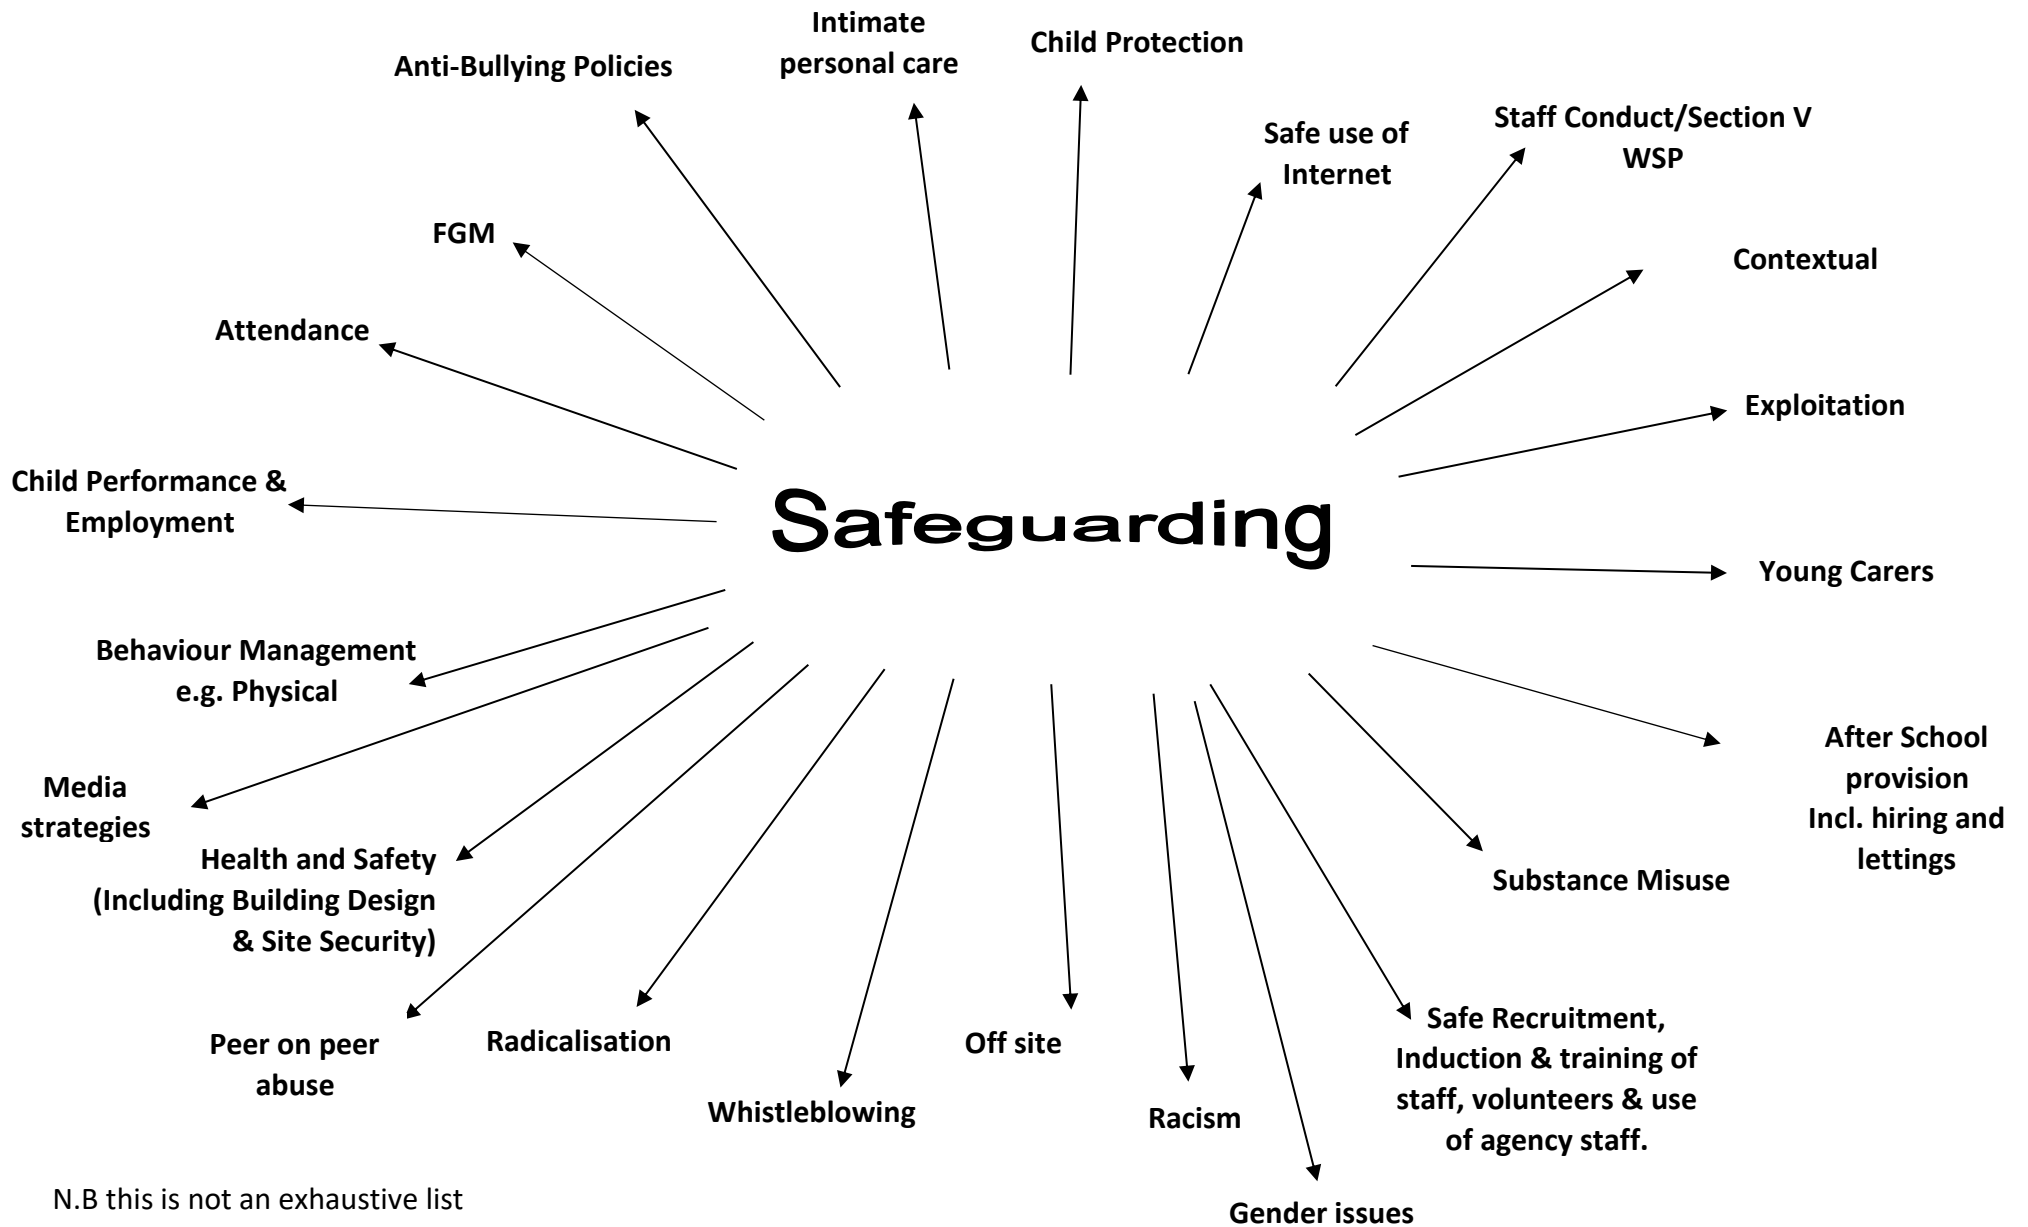 Intimate
personal care
Child Protection
Anti-Bullying Policies
Safe use of
Internet
Staff Conduct/Section V
WSP
FGM
Contextual
Attendance
Exploitation
Child Performance &
Employment
Safeguarding
Young Carers
Behaviour Management
e.g. Physical
Media
strategies
After School
provision
Incl. hiring and
lettings
Health and Safety
(Including Building Design
& Site Security)
Substance Misuse
Peer on peer
abuse
Radicalisation
Off site
Safe Recruitment,
Induction & training of
staff, volunteers & use
of agency staff.
Whistleblowing
Racism
Gender issues
N.B this is not an exhaustive list